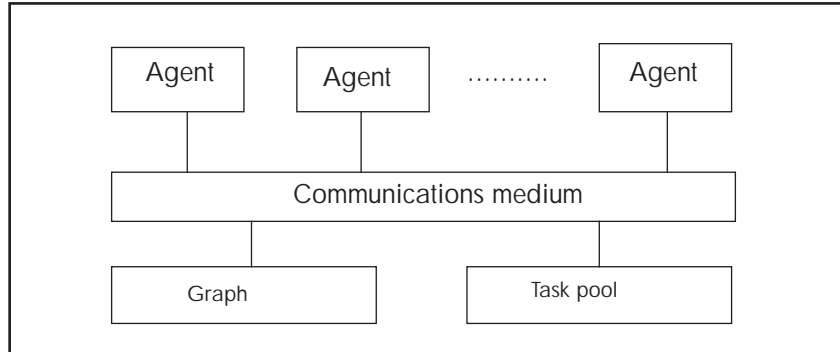 Agent Agent .......... Agent
Communications medium
Graph Task pool